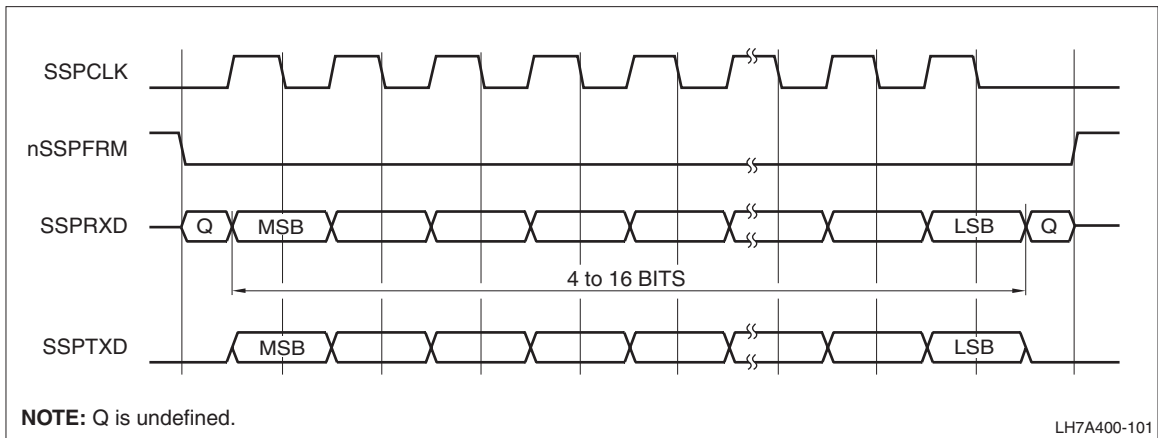 SSPCLK
nSSPFRM
SSPRXD
Q
MSB
LSB
Q
4 to 16 BITS
SSPTXD
MSB
LSB
NOTE: Q is undefined.
LH7A400-101